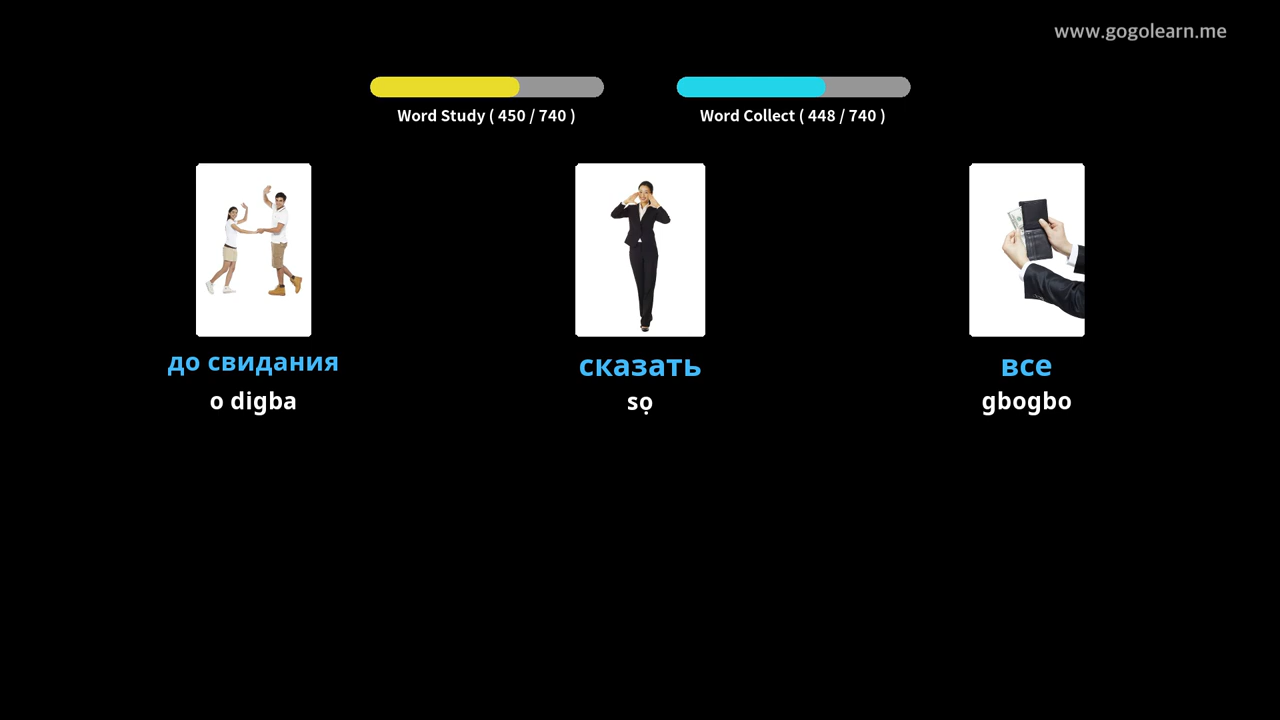 www.gogolearn.me
Word Study ( 450 / 740 )
Word Collect ( 448 / 740 )
до свидания
o digba
сказать
sọ
все
gbogbo